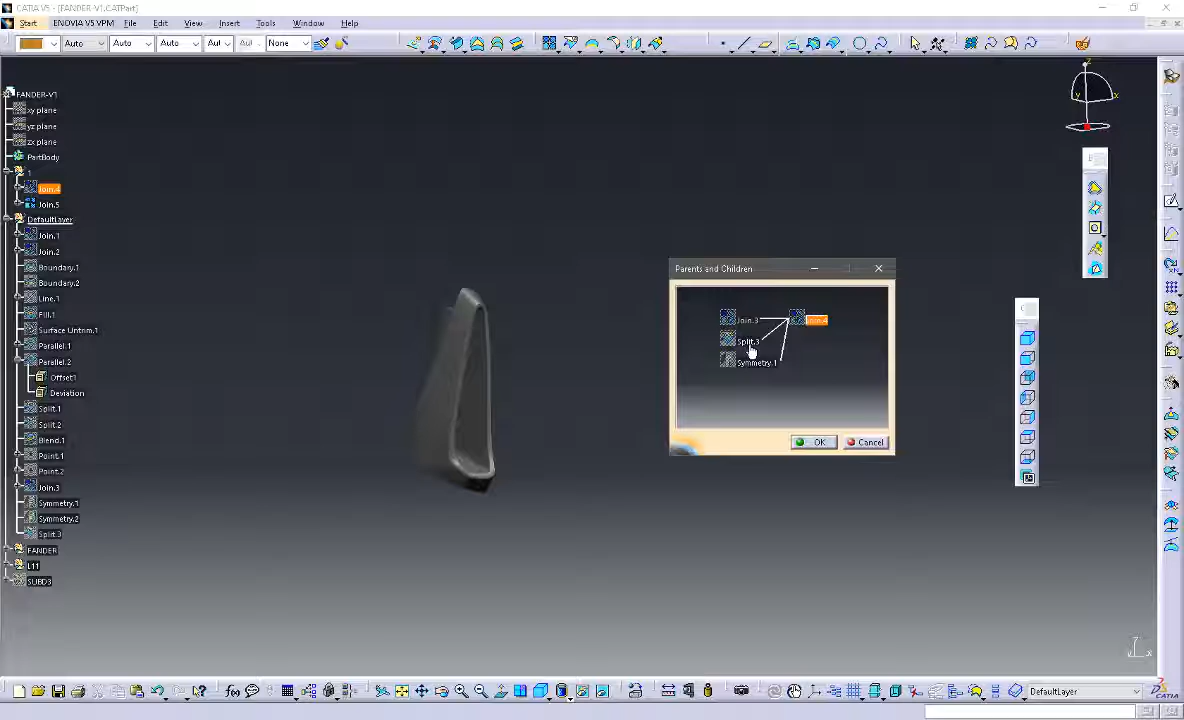 CATIA V5 - [FANDER-V1.CATPart]
Start ENOVIA V5 VPM File Edit View Insert Tools Window Help
Auto Auto Auto Aut Aut None
z
y x
FANDER-V1
xy plane
yz plane
zx plane
PartBody
1
Join.4
Join.5
DefaultLayer
Join.1
Join.2
Boundary.1
Boundary.2
Line.1
Fill.1
Surface Untrim.1
Parallel.1
Parallel.2
Offset1
Deviation
Split.1
Split.2
Blend.1
Point.1
Point.2
Join.3
Symmetry.1
Symmetry.2
Split.3
FANDER
L11
SUBD3
Parents and Children
Join.3 Join.4
Split.3
Symmetry.1
OK Cancel
z
x
DefaultLayer
CATIA